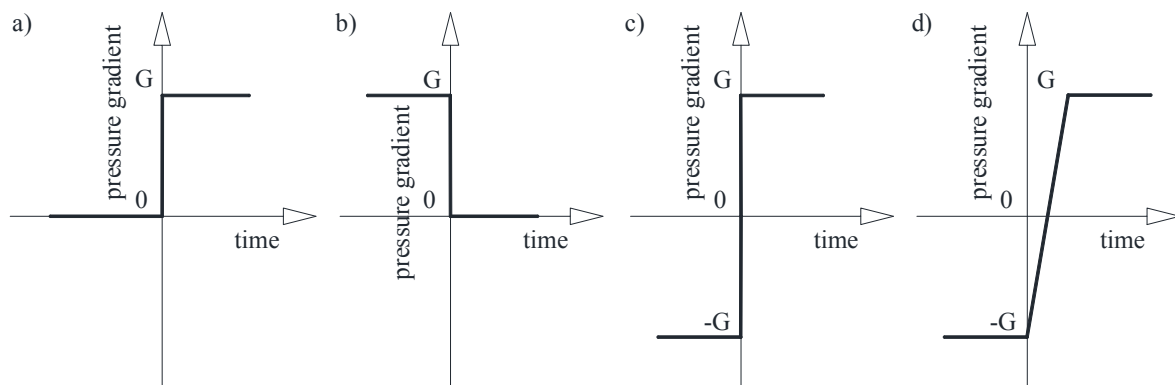 a)
pressure gradient
G
0
time
b)
G
pressure gradient
0
time
c)
pressure gradient
G
0
time
-G
d)
pressure gradient
G
0
time
-G